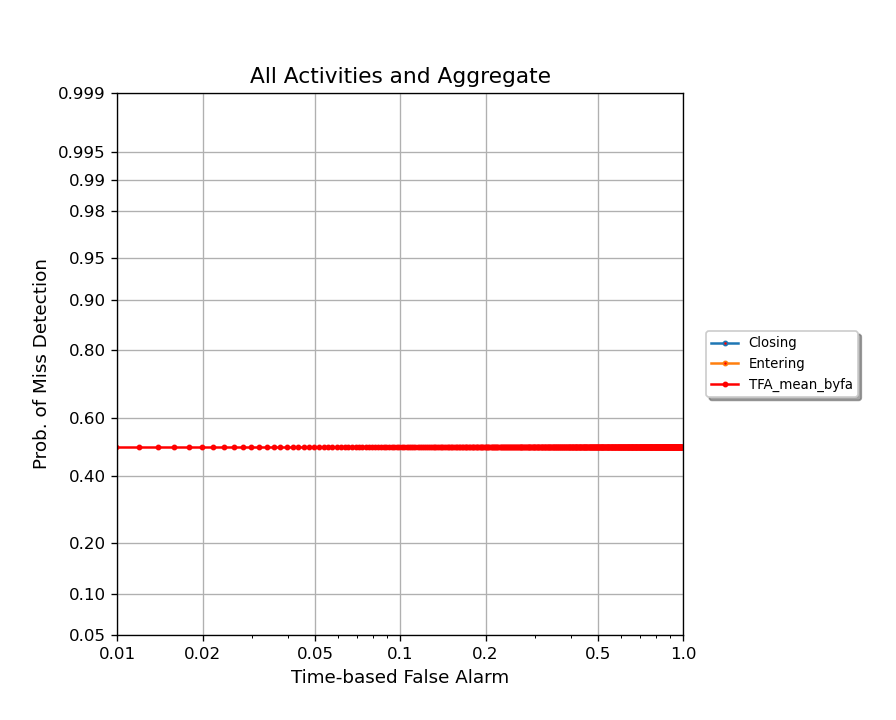 All Activities and Aggregate
0.999
0.995
0.99
0.98
0.95
0.90
0.80
0.60
0.40
0.20
0.10
0.05
Prob. of Miss Detection
0.01 0.02 0.05 0.1 0.2 0.5 1.0
Time-based False Alarm
Closing
Entering
TFA_mean_byfa